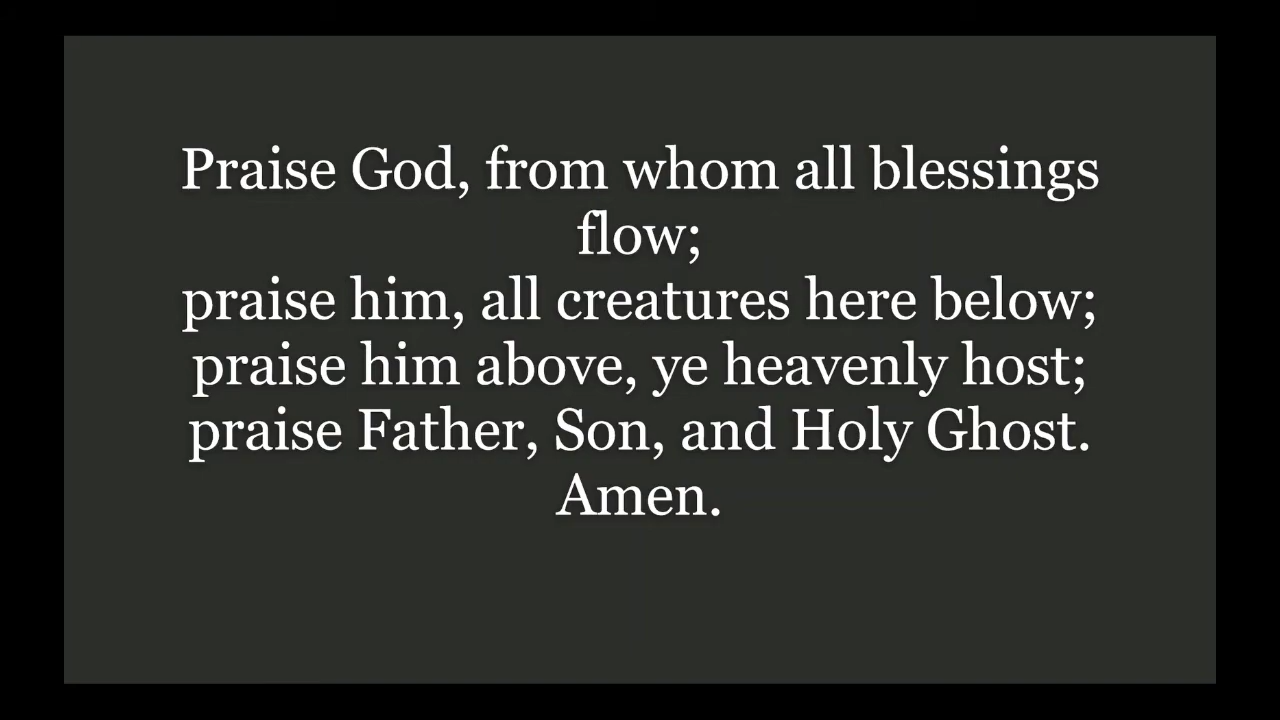 Praise God, from whom all blessings
flow;
praise him, all creatures here below;
praise him above, ye heavenly host;
praise Father, Son, and Holy Ghost.
Amen.